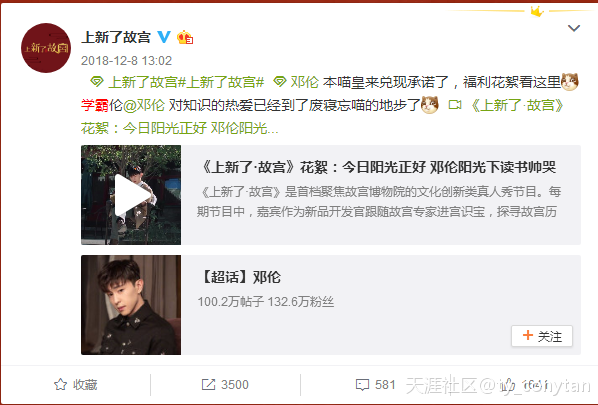 上新了故宫
上新了故宫
2018-12-8 13:02
上新了故宫#上新了故宫# 邓伦 本喵皇来兑现承诺了，福利花絮看这里
学霸伦@邓伦 对知识的热爱已经到了废寝忘喵的地步了 《上新了·故宫》
花絮：今日阳光正好 邓伦阳光...
《上新了·故宫》花絮：今日阳光正好 邓伦阳光下读书帅哭
《上新了·故宫》是首档聚焦故宫博物院的文化创新类真人秀节目。每
期节目中，嘉宾作为新品开发官跟随故宫专家进宫识宝，探寻故宫历
【超话】邓伦
100.2万帖子 132.6万粉丝
+ 关注
收藏 3500 581 1641
天涯社区@ty_conytan